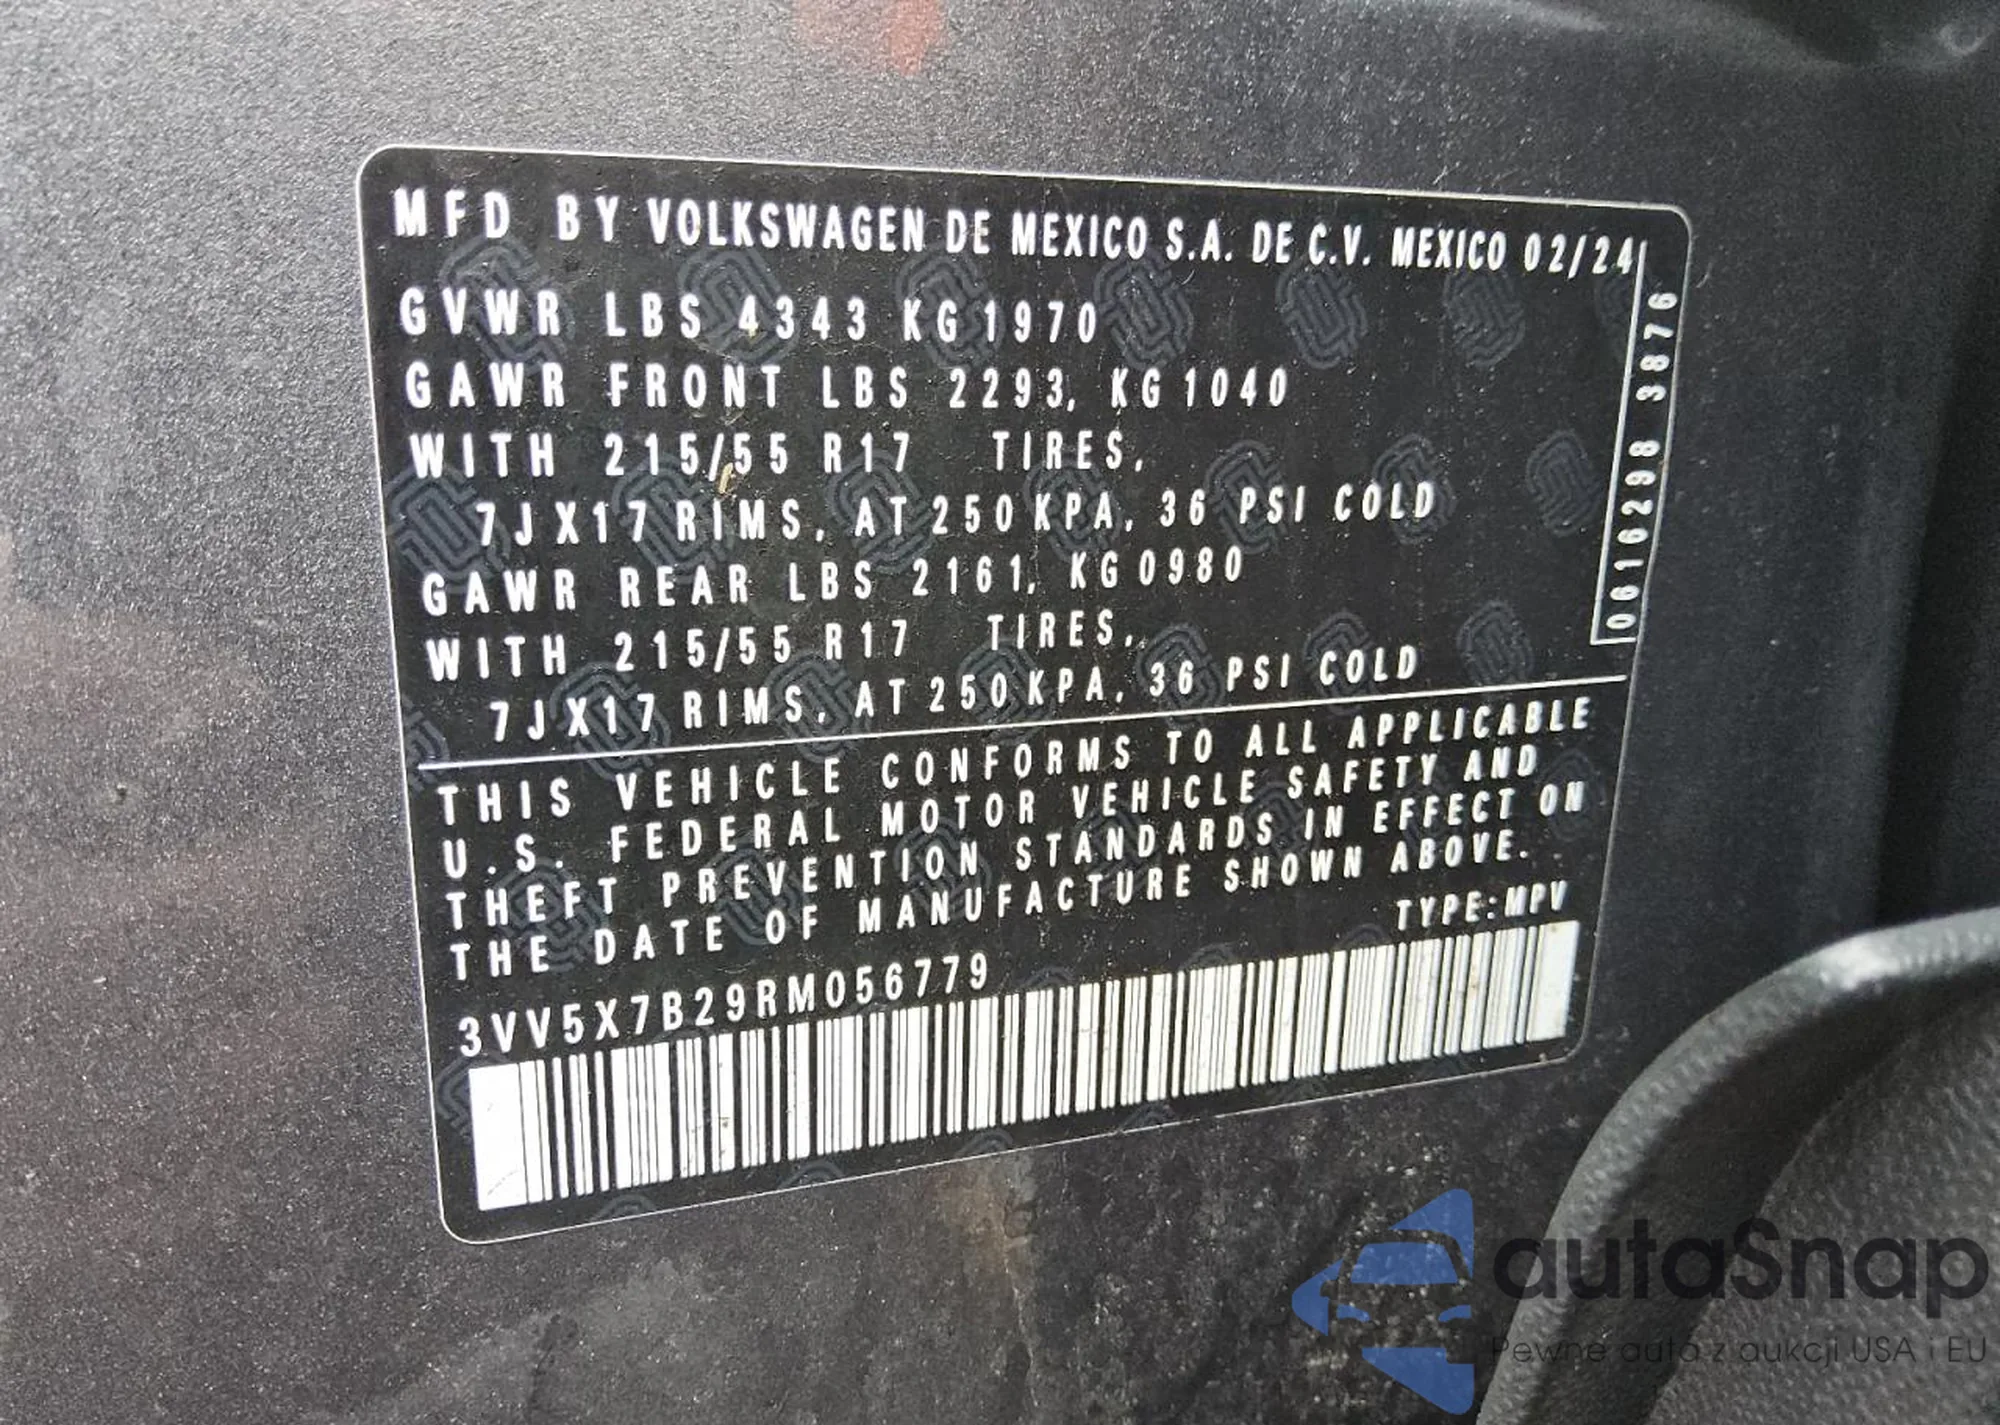 MFD BY VOLKSWAGEN DE MEXICO S.A. DE C.V. MEXICO 02/24
GVWR LBS 4343 KG 1970
GAWR FRONT LBS 2293, KG 1040
WITH 215/55 R17 TIRES,
7JX17 RIMS, AT 250 KPA, 36 PSI COLD
GAWR REAR LBS 2161, KG 0980
WITH 215/55 R17 TIRES,
7JX17 RIMS, AT 250 KPA, 36 PSI COLD
0616298 3876
THIS VEHICLE CONFORMS TO ALL APPLICABLE
U.S. FEDERAL MOTOR VEHICLE SAFETY AND
THEFT PREVENTION STANDARDS IN EFFECT ON
THE DATE OF MANUFACTURE SHOWN ABOVE.
TYPE:MPV
3VV5X7B29RM056779
autaSnap
Pewne auta z aukcji USA i EU